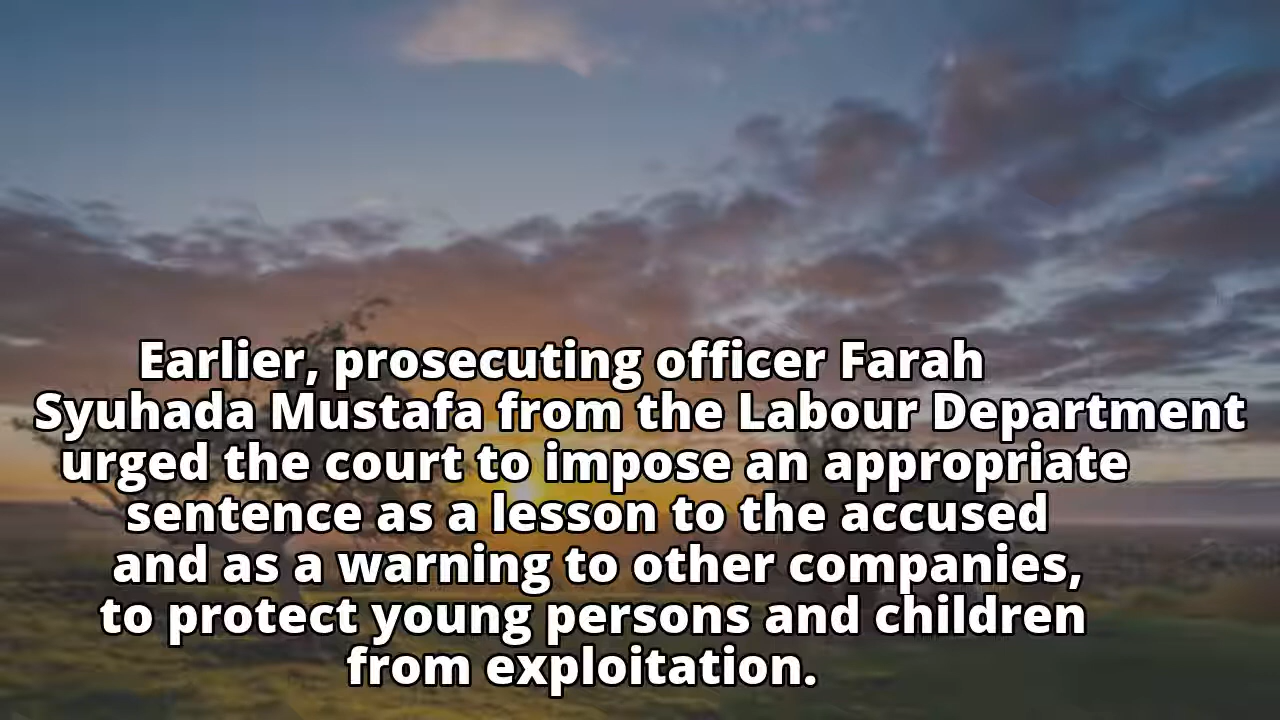 Earlier, prosecuting officer Farah
Syuhada Mustafa from the Labour Department
urged the court to impose an appropriate
sentence as a lesson to the accused
and as a warning to other companies,
to protect young persons and children
from exploitation.